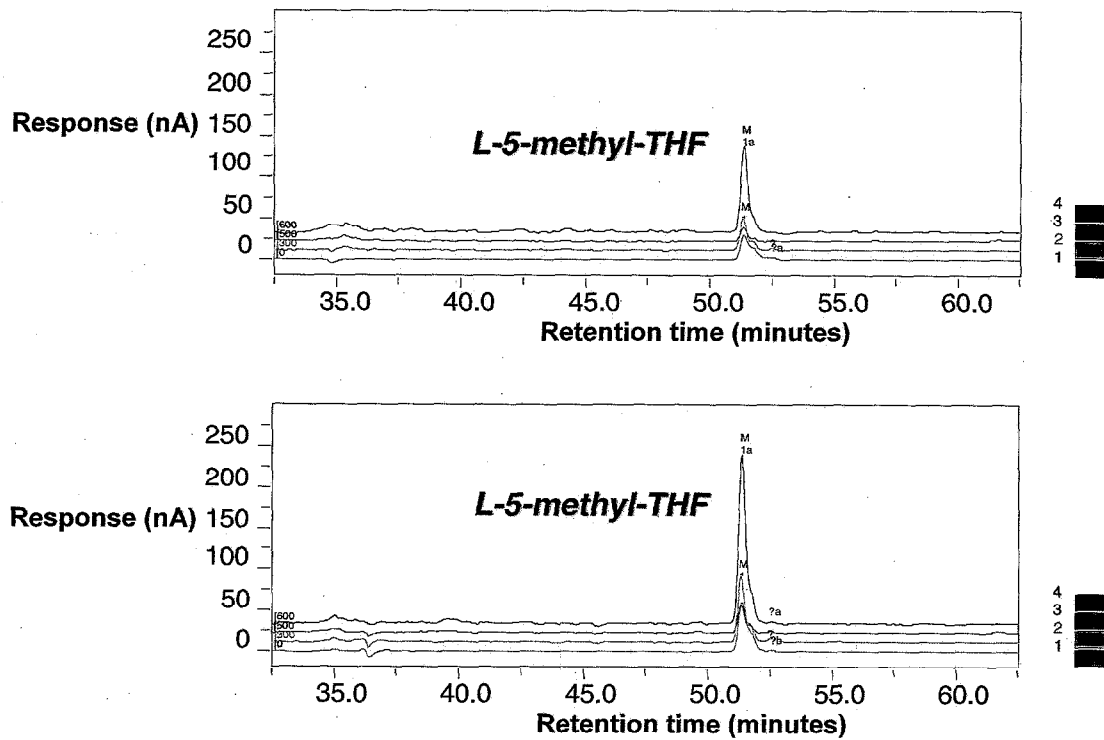 250
200
Response (nA) 150
L-5-methyl-THF
M
1a
100
50
M
0
[600
[500
[300
[0
?
?a
4
3
2
1
35.0 40.0 45.0 50.0 55.0 60.0
Retention time (minutes)
250
M
1a
200
L-5-methyl-THF
Response (nA) 150
100
M
50
0
[600
[500
[300
[0
?a
?
?b
4
3
2
1
35.0 40.0 45.0 50.0 55.0 60.0
Retention time (minutes)